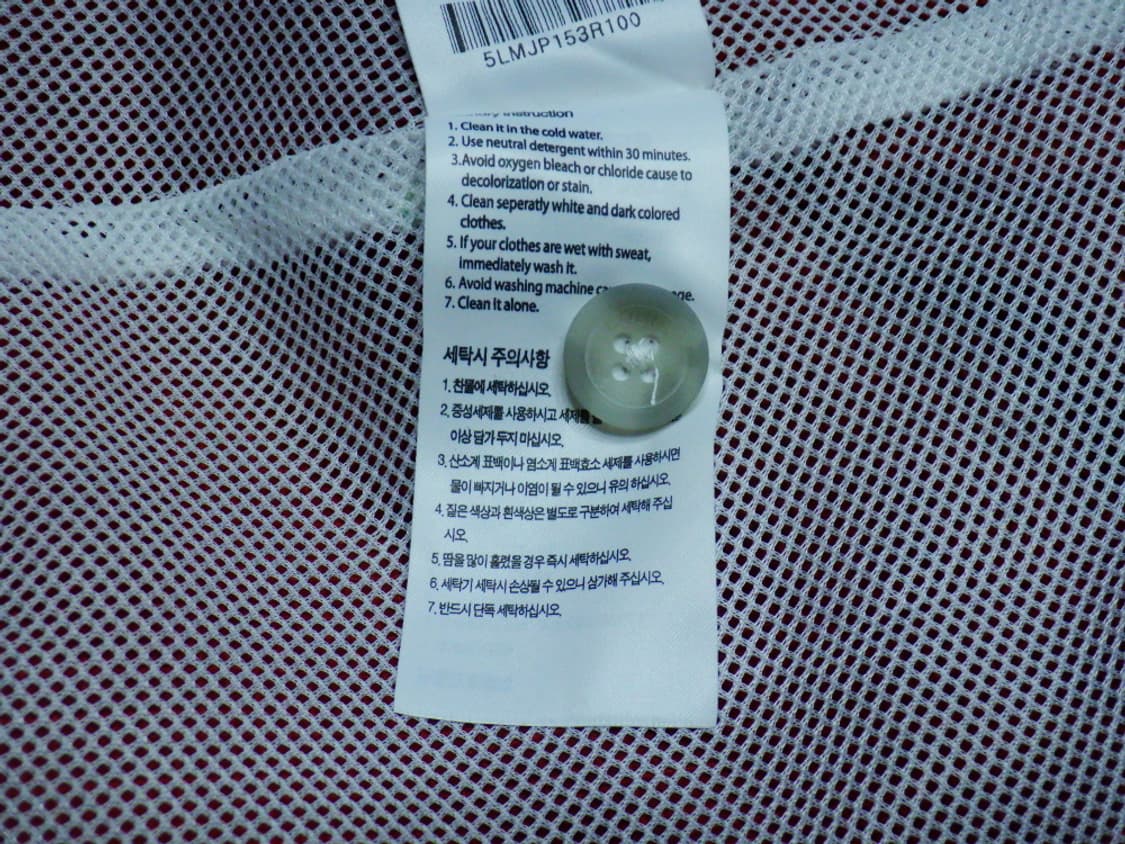 5LMJP153R100
instruction
1. Clean it in the cold water.
2. Use neutral detergent within 30 minutes.
3.Avoid oxygen bleach or chloride cause to
decolorization or stain.
4. Clean seperatly white and dark colored
clothes.
5. If your clothes are wet with sweat,
immediately wash it.
6. Avoid washing machine
7. Clean it alone.
세탁시 주의사항
1. 찬물에 세탁하십시오.
2. 중성세제를 사용하시고 세제를
이상 담가 두지 마십시오.
3. 산소계 표백이나 염소계 표백효소 세제를 사용하시면
물이 빠지거나 이염이 될 수 있으니 유의 하십시오.
4. 짙은 색상과 흰색상은 별도로 구분하여 세탁해 주십
시오.
5. 땀을 많이 흘렸을 경우 즉시 세탁하십시오.
6. 세탁기 세탁시 손상될 수 있으니 삼가해 주십시오.
7. 반드시 단독 세탁하십시오.